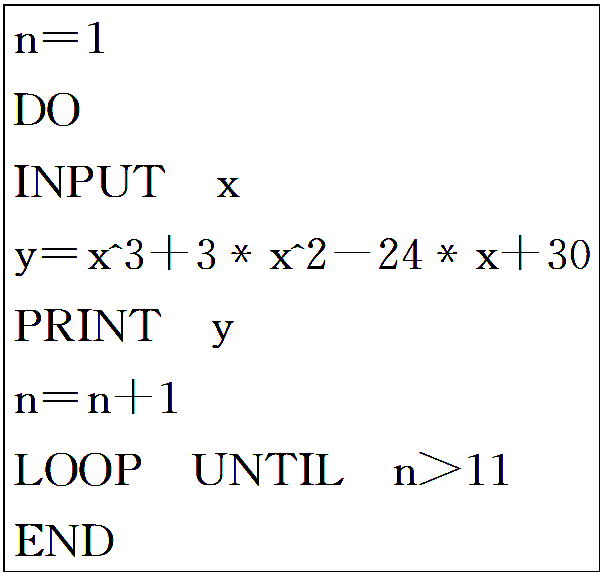 n=1
DO
INPUT x
y=x^3+3*x^2-24*x+30
PRINT y
n=n+1
LOOP UNTIL n>11
END